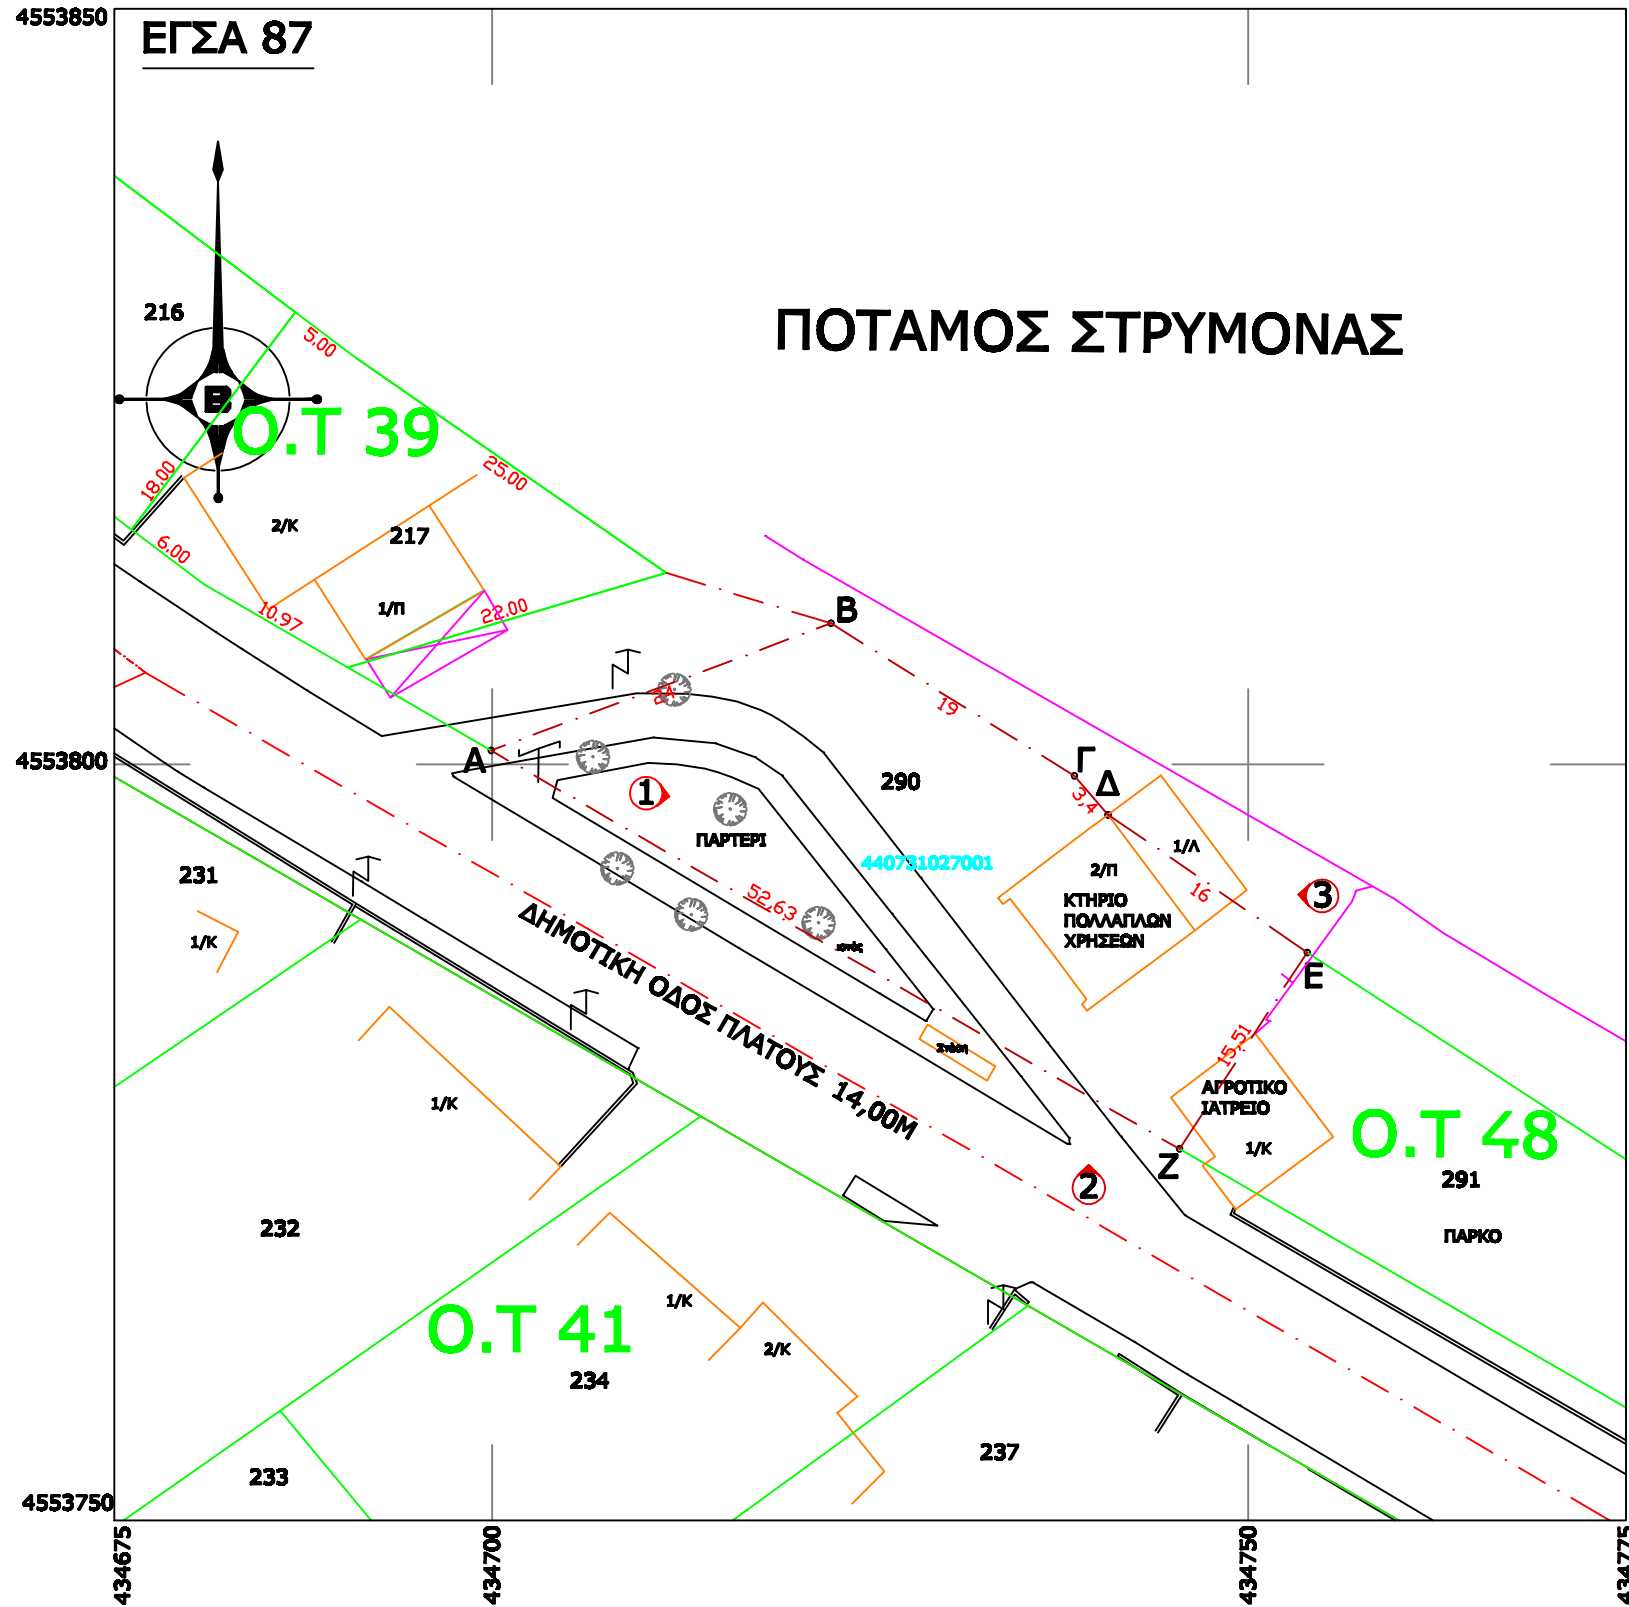 4553850
ΕΓΣΑ 87
216
ΠΟΤΑΜΟΣ ΣΤΡΥΜΟΝΑΣ
5.00
Β
Ο.Τ 39
25.00
18.00
2/Κ
217
6.00
1/Π
22.00
10.97
Β
19
4553800
Α
Γ
Δ
290
1
3,4
ΠΑΡΤΕΡΙ
440731027001
1/Λ
2/Π
16
3
ΚΤΗΡΙΟ
ΠΟΛΛΑΠΛΩΝ
ΧΡΗΣΕΩΝ
231
1/Κ
52,63
ΔΗΜΟΤΙΚΗ ΟΔΟΣ ΠΛΑΤΟΥΣ 14,00Μ
Ε
Στάση
15,51
ΑΓΡΟΤΙΚΟ
ΙΑΤΡΕΙΟ
1/Κ
1/Κ
Ο.Τ 48
Ζ
291
2
232
ΠΑΡΚΟ
1/Κ
Ο.Τ 41
2/Κ
234
237
233
4553750
434675
434700
434750
434775